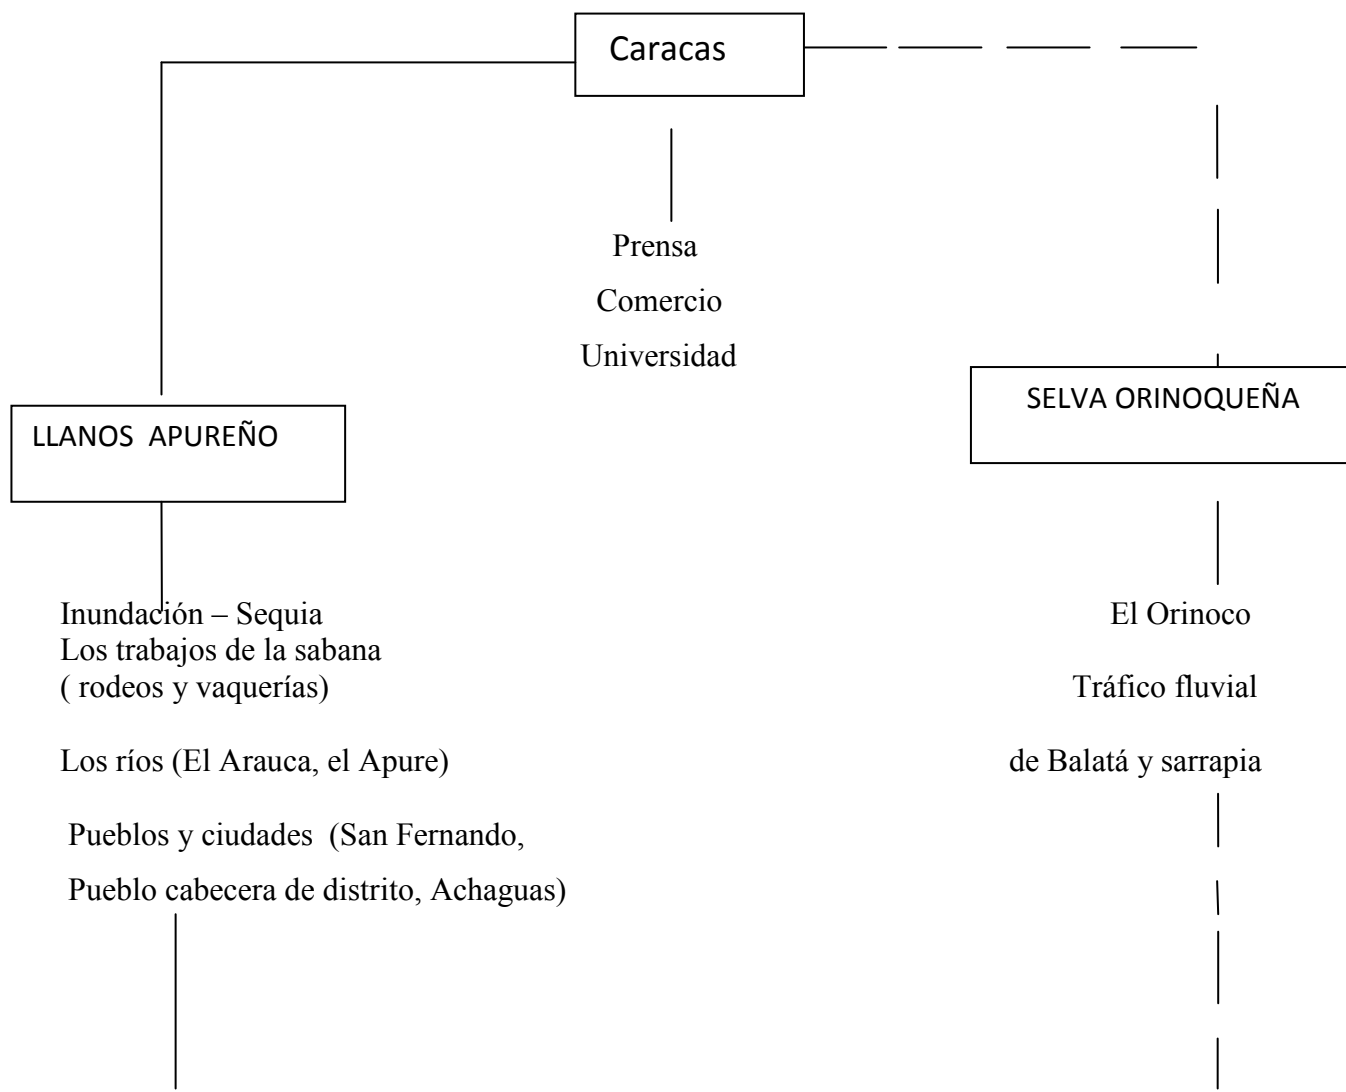 Caracas
Prensa
Comercio
Universidad
SELVA ORINOQUEÑA
LLANOS  APUREÑO
Inundación – Sequia
Los trabajos de la sabana
( rodeos y vaquerías)
Los ríos (El Arauca, el Apure)
Pueblos y ciudades  (San Fernando,
Pueblo cabecera de distrito, Achaguas)
El Orinoco
Tráfico fluvial
de Balatá y sarrapia